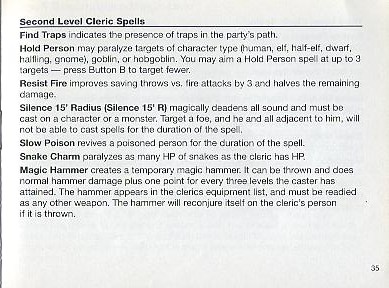 Second Level Cleric Spells
Find Traps indicates the presence of traps in the party's path.
Hold Person may paralyze targets of character type (human, elf, half-elf, dwarf,
halfling, gnome), goblin, or hobgoblin. You may aim a Hold Person spell at up to 3
targets — press Button B to target fewer.
Resist Fire improves saving throws vs. fire attacks by 3 and halves the remaining
damage.
Silence 15' Radius (Silence 15' R) magically deadens all sound and must be
cast on a character or a monster. Target a foe, and he and all adjacent to him, will
not be able to cast spells for the duration of the spell.
Slow Poison revives a poisoned person for the duration of the spell.
Snake Charm paralyzes as many HP of snakes as the cleric has HP.
Magic Hammer creates a temporary magic hammer. It can be thrown and does
normal hammer damage plus one point for every three levels the caster has
attained. The hammer appears in the clerics equipment list, and must be readied
as any other weapon. The hammer will reconjure itself on the cleric's person
if it is thrown.
35